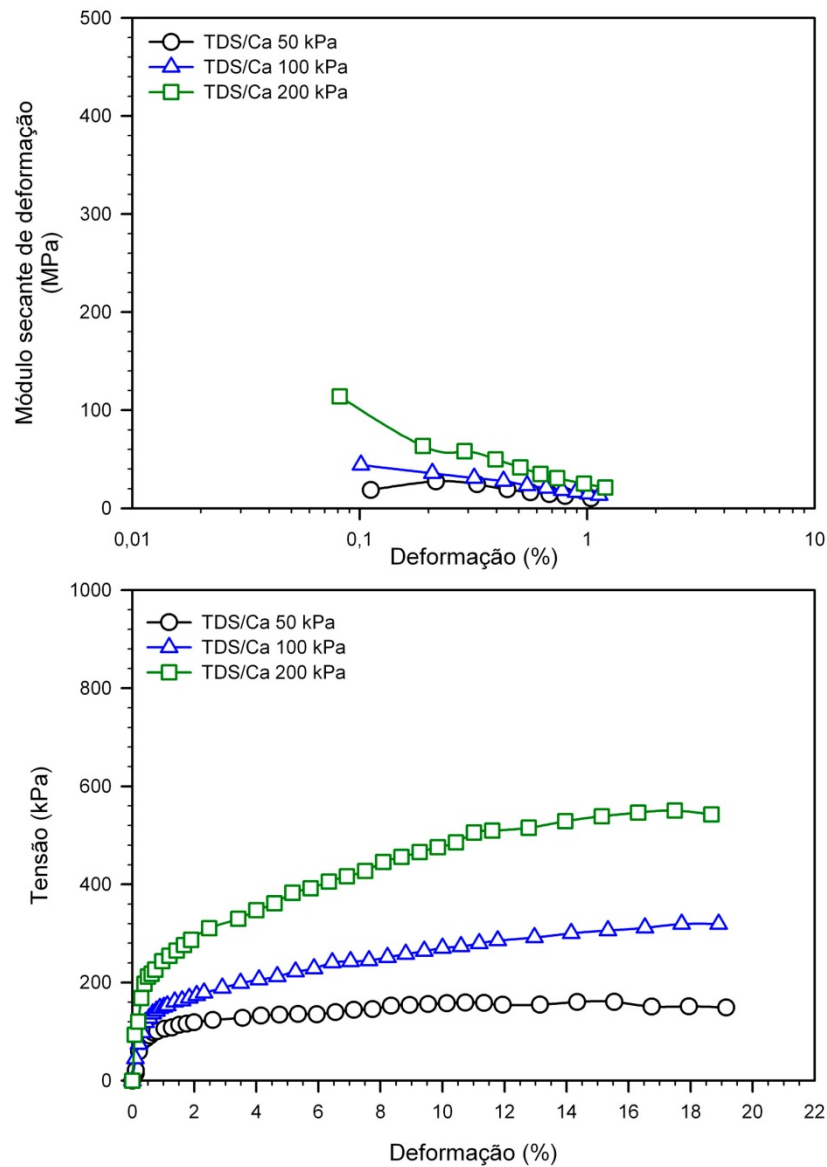 500
400
300
200
100
0
Módulo secante de deformação
(MPa)
TDS/Ca 50 kPa
TDS/Ca 100 kPa
TDS/Ca 200 kPa
0,01 0,1 1 10
Deformação (%)
1000
800
600
400
200
0
Tensão (kPa)
TDS/Ca 50 kPa
TDS/Ca 100 kPa
TDS/Ca 200 kPa
0 2 4 6 8 10 12 14 16 18 20 22
Deformação (%)